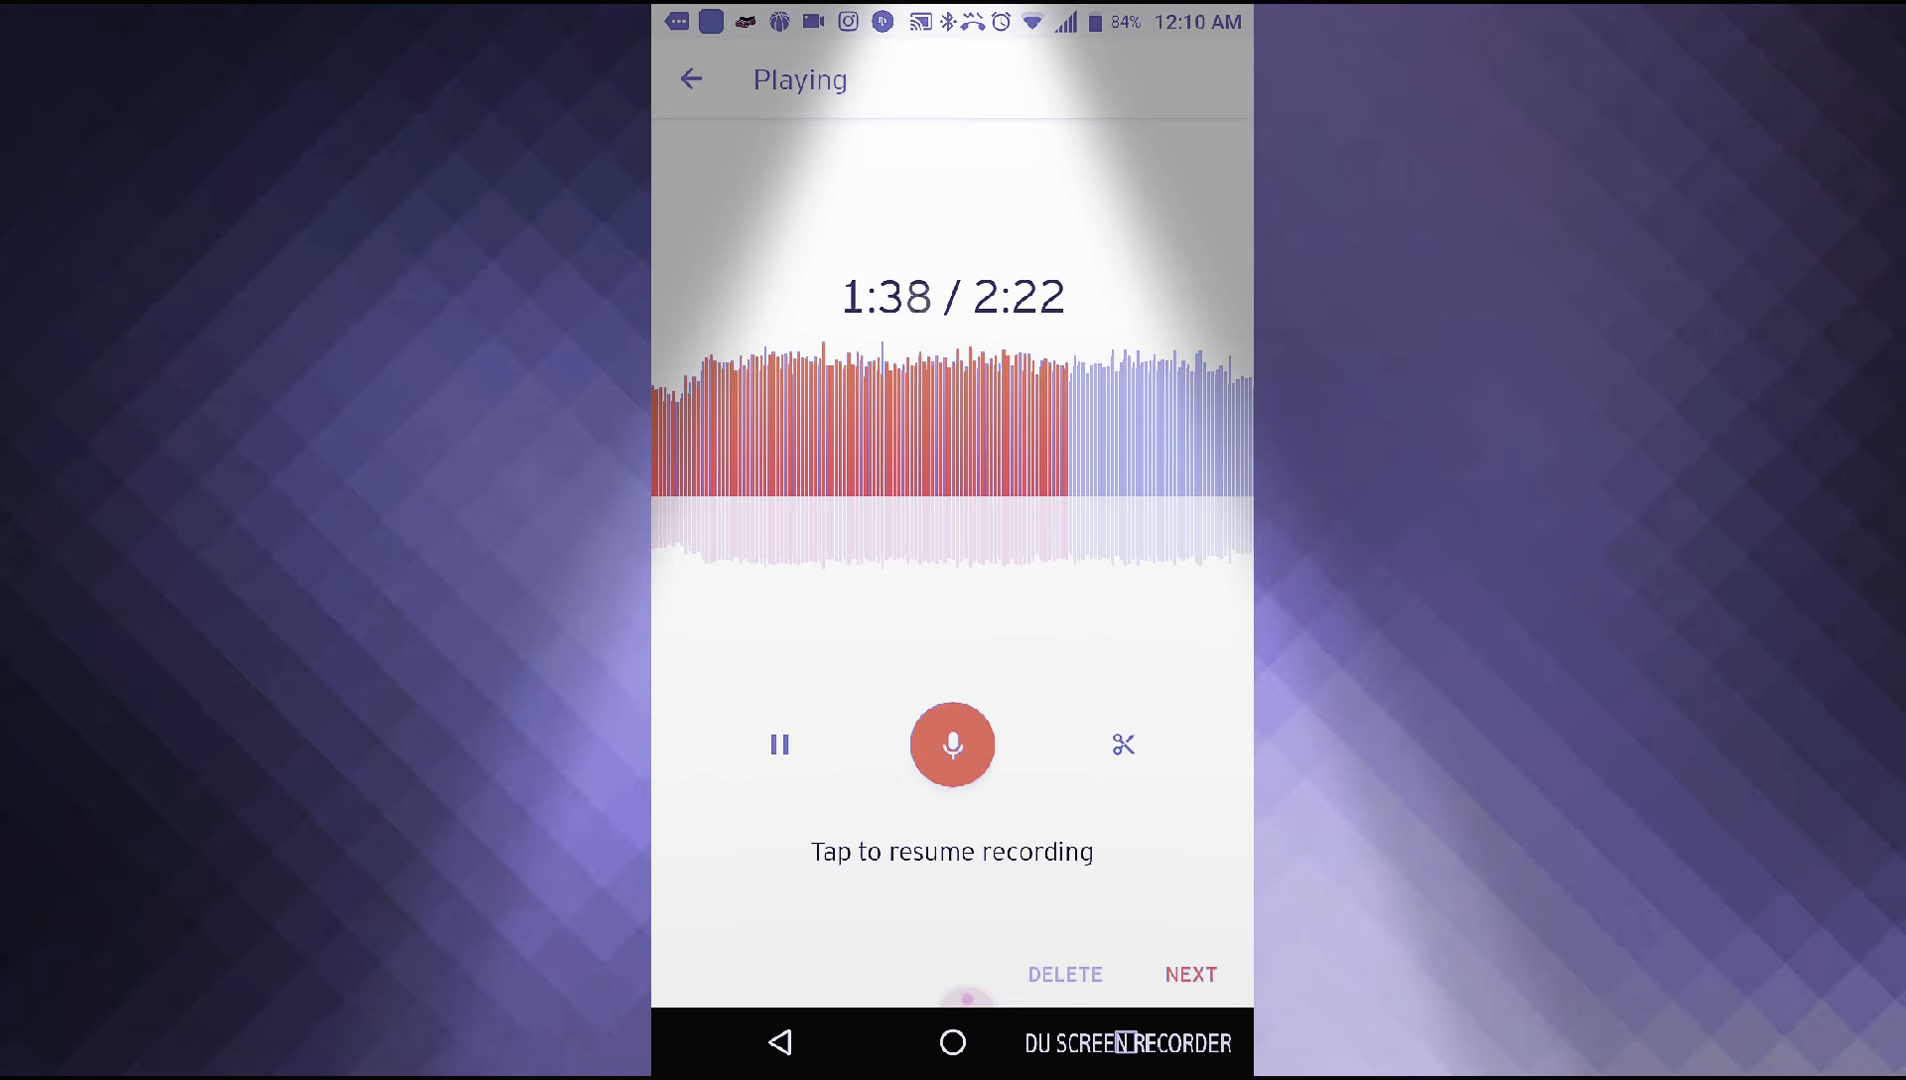 84% 12:10 AM
Playing
1:38 / 2:22
Tap to resume recording
DELETE NEXT
DU SCREEN RECORDER